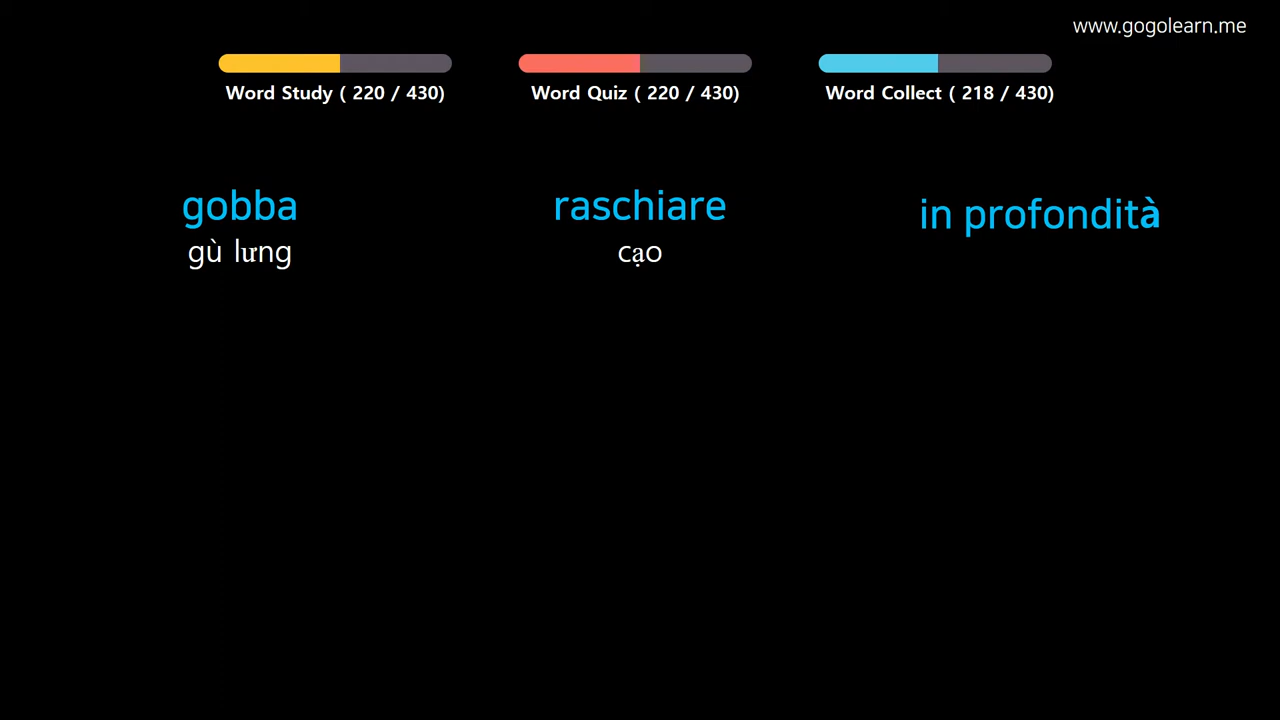 www.gogolearn.me
Word Study ( 220 / 430)
Word Quiz ( 220 / 430)
Word Collect ( 218 / 430)
gobba
gù lưng
raschiare
cạo
in profondità